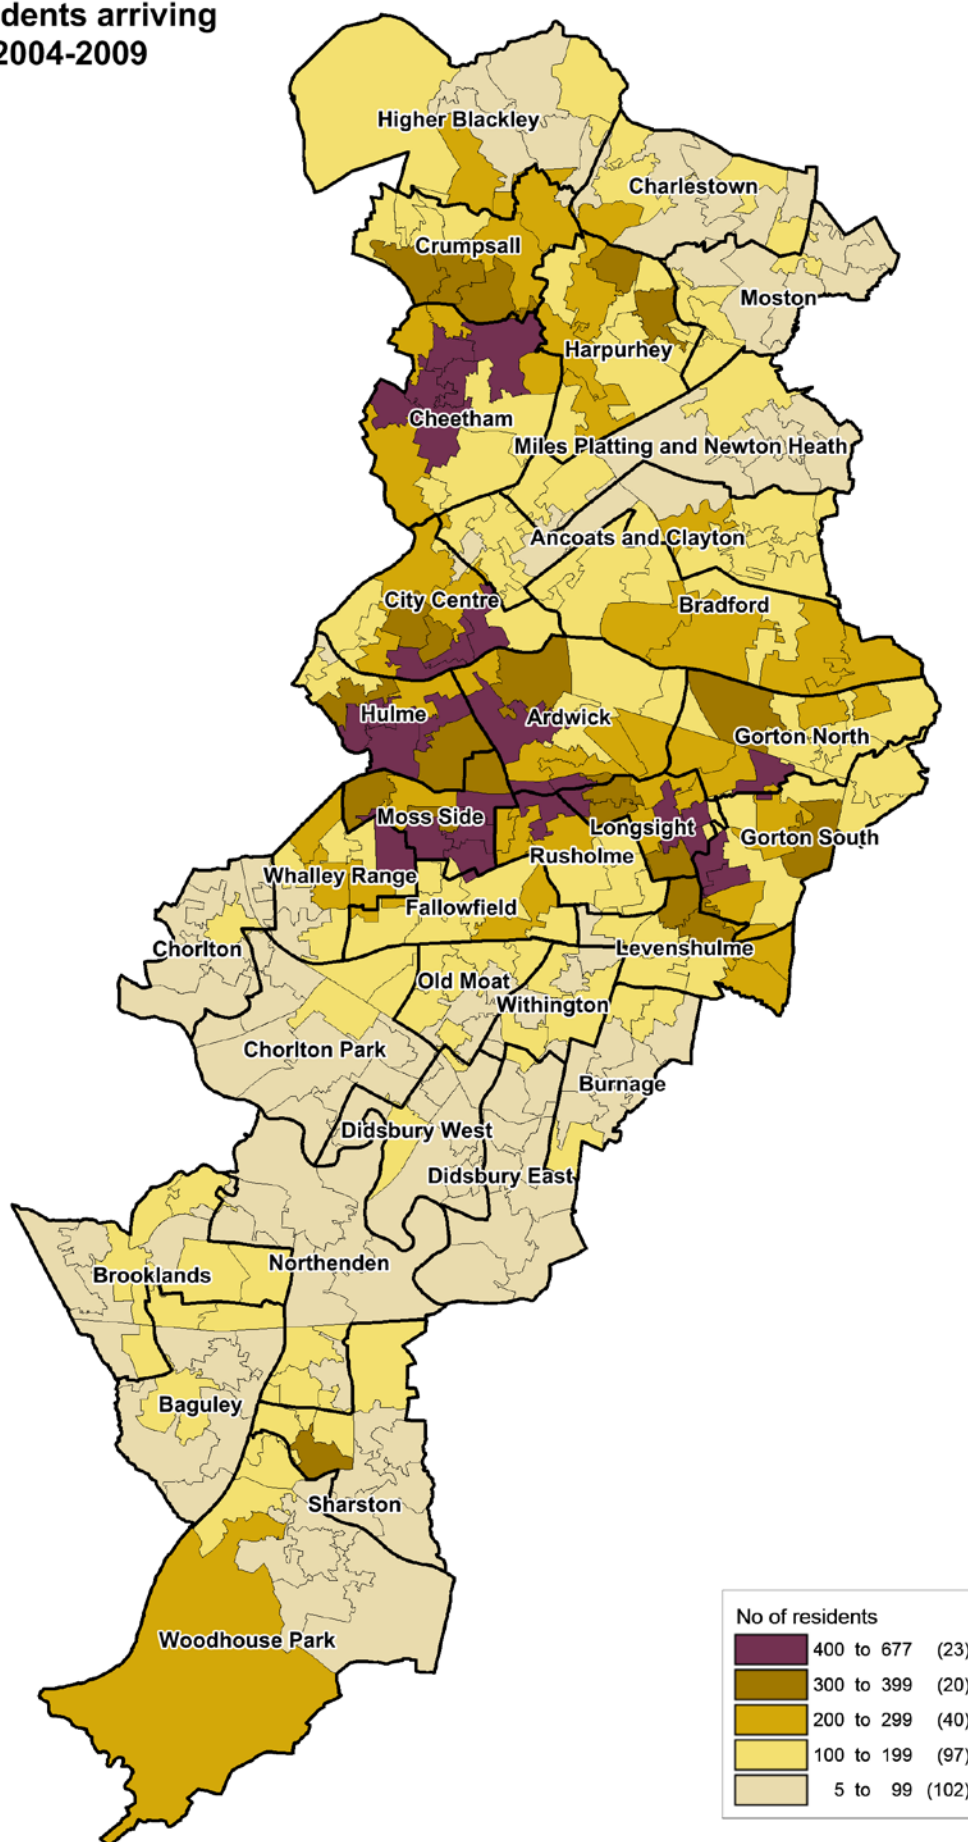 dents arriving
2004-2009
Higher Blackley
Charlestown
Crumpsall
Moston
Harpurhey
Cheetham
Miles Platting and Newton Heath
Ancoats and Clayton
City Centre
Bradford
Hulme
Ardwick
Gorton North
Moss Side
Longsight
Gorton South
Rusholme
Whalley Range
Fallowfield
Chorlton
Levenshulme
Old Moat
Withington
Chorlton Park
Burnage
Didsbury West
Didsbury East
Northenden
Brooklands
Baguley
Sharston
Woodhouse Park
No of residents
400 to 677 (23)
300 to 399 (20)
200 to 299 (40)
100 to 199 (97)
5 to 99 (102)